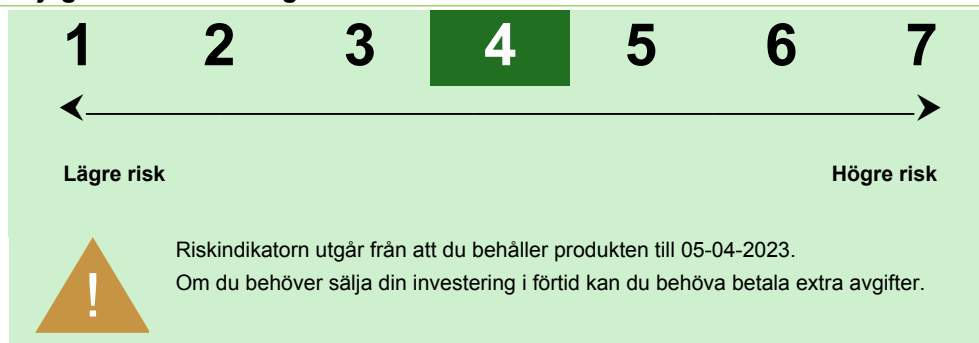 1 2 3 4 5 6 7
Lägre risk Högre risk
!
Riskindikatorn utgår från att du behåller produkten till 05-04-2023.
Om du behöver sälja din investering i förtid kan du behöva betala extra avgifter.